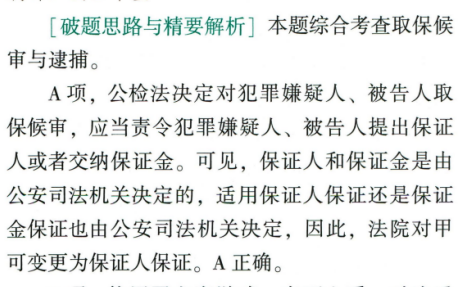 [破题思路与精要解析] 本题综合考查取保候
审与逮捕。
A 项，公检法决定对犯罪嫌疑人、被告人取
保候审，应当责令犯罪嫌疑人、被告人提出保证
人或者交纳保证金。可见，保证人和保证金是由
公安司法机关决定的，适用保证人保证还是保证
金保证也由公安司法机关决定，因此，法院对甲
可变更为保证人保证。A 正确。